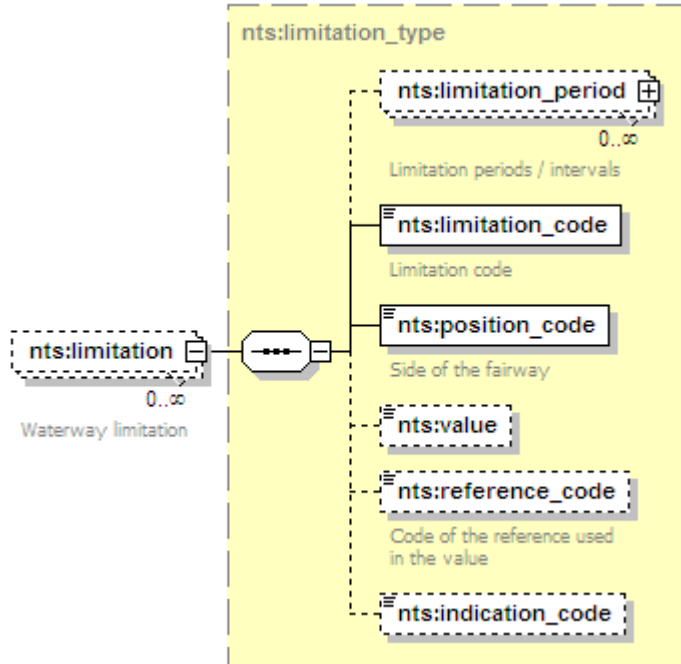 nts:limitation_type
nts:limitation_period
0..∞
Limitation periods / intervals
nts:limitation_code
Limitation code
nts:position_code
Side of the fairway
nts:limitation
0..∞
Waterway limitation
nts:value
nts:reference_code
Code of the reference used
in the value
nts:indication_code